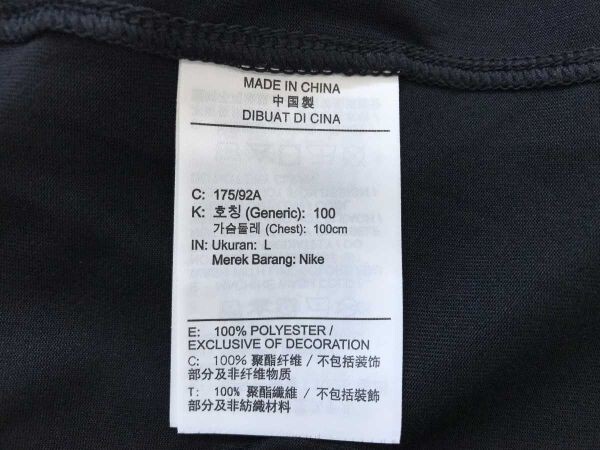 MADE IN CHINA
中国製
DIBUAT DI CINA
C: 175/92A
K: 호칭 (Generic): 100
가슴둘레 (Chest): 100cm
IN: Ukuran: L
Merek Barang: Nike
E: 100% POLYESTER /
EXCLUSIVE OF DECORATION
C: 100% 聚酯纤维 / 不包括装饰
部分及非纤维物质
T: 100% 聚酯纖維 / 不包括裝飾
部分及非紡織材料